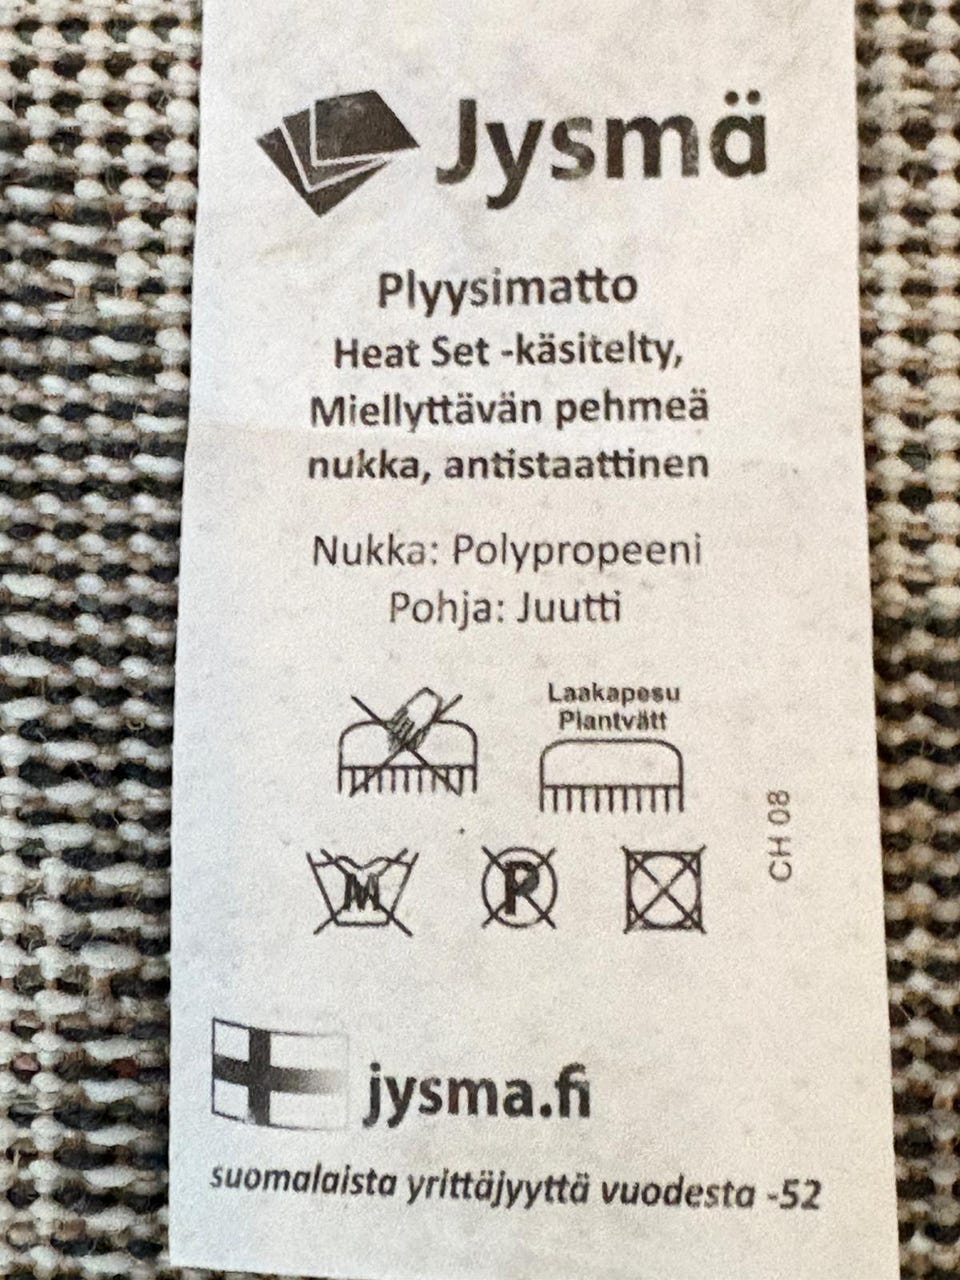 Jysmä
Plyysimatto
Heat Set -käsitelty,
Miellyttävän pehmeä
nukka, antistaattinen
Nukka: Polypropeeni
Pohja: Juutti
Laakapesu
Plantvätt
M
P
CH 08
jysma.fi
suomalaista yrittäjyyttä vuodesta -52